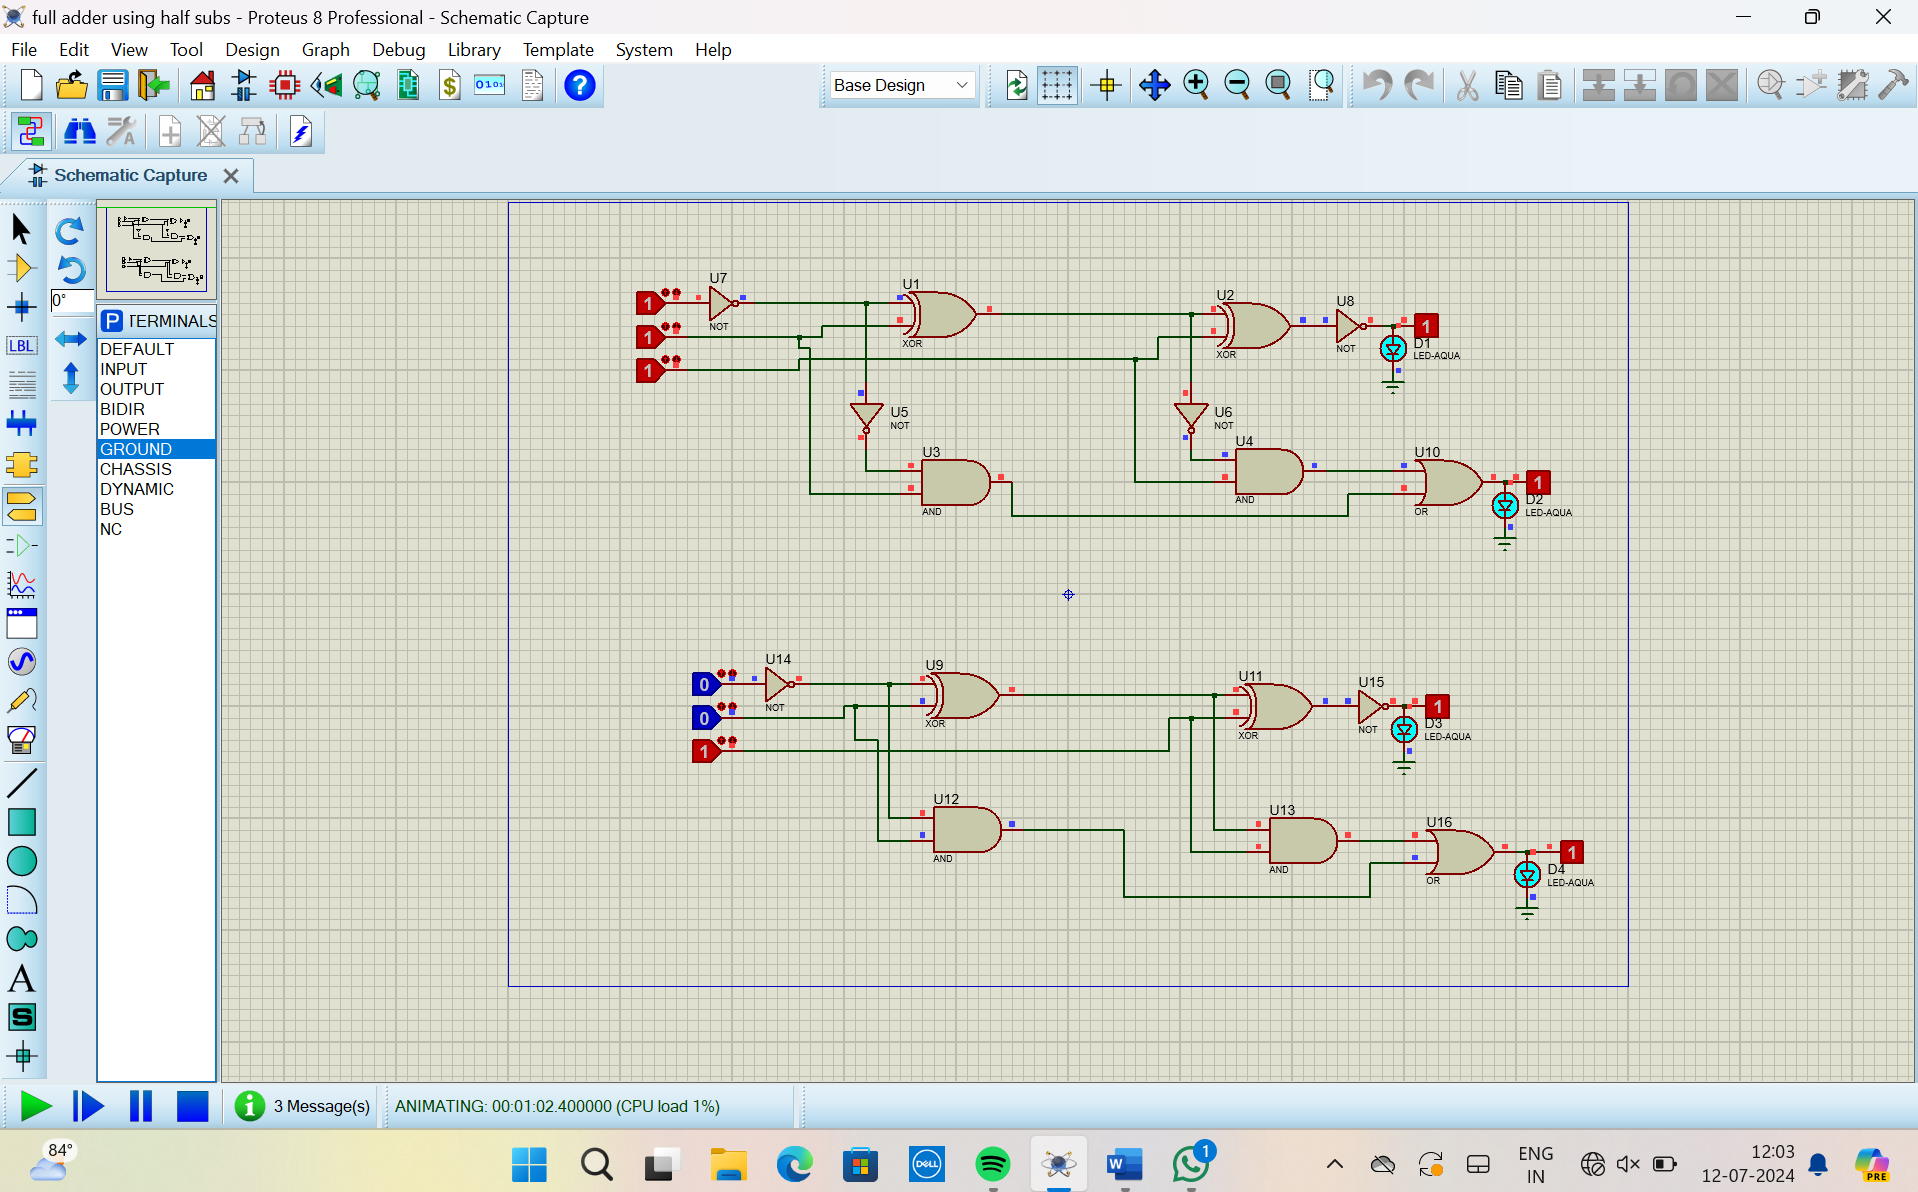 full adder using half subs - Proteus 8 Professional - Schematic Capture
File Edit View Tool Design Graph Debug Library Template System Help
Base Design
Schematic Capture
0°
P TERMINALS
DEFAULT
INPUT
OUTPUT
BIDIR
POWER
GROUND
CHASSIS
DYNAMIC
BUS
NC
LBL
A
S
U7
1
NOT
1
1
U1
XOR
U2
XOR
U8
NOT
1
D1
LED-AQUA
U5
NOT
U6
NOT
U3
AND
U4
AND
U10
OR
1
D2
LED-AQUA
U14
0
NOT
0
1
U9
XOR
U11
XOR
U15
NOT
1
D3
LED-AQUA
U12
AND
U13
AND
U16
OR
1
D4
LED-AQUA
3 Message(s) ANIMATING: 00:01:02.400000 (CPU load 1%)
84°
DELL
W
1
ENG
IN
12:03
12-07-2024
PRE